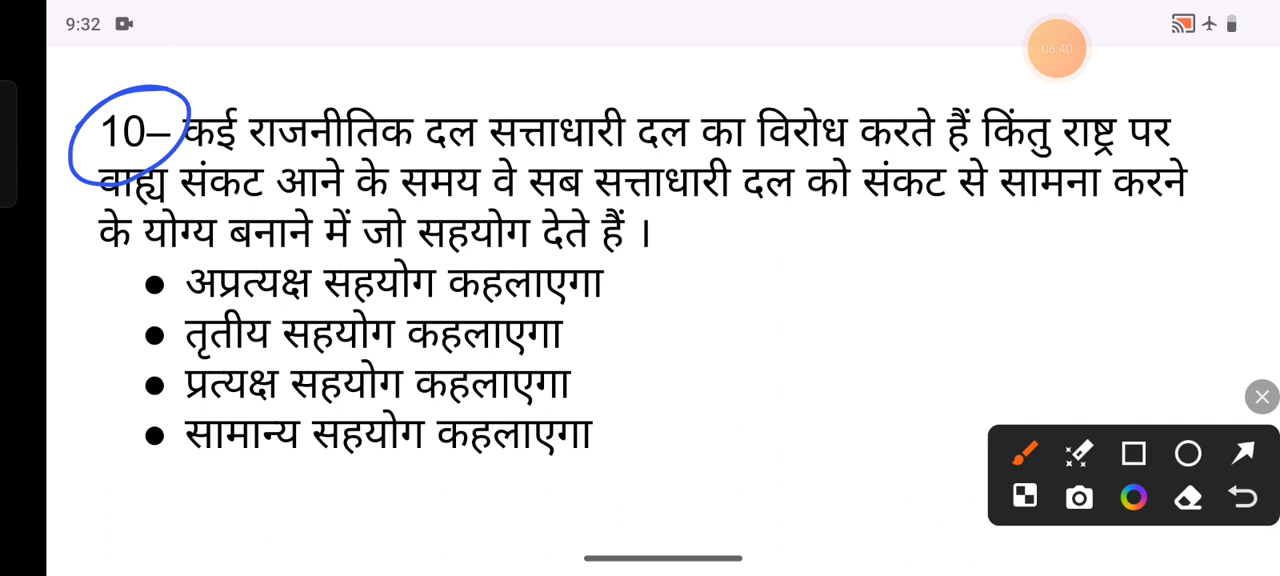 9:32
06:40
10– कई राजनीतिक दल सत्ताधारी दल का विरोध करते हैं किंतु राष्ट्र पर
वाह्य संकट आने के समय वे सब सत्ताधारी दल को संकट से सामना करने
के योग्य बनाने में जो सहयोग देते हैं ।
● अप्रत्यक्ष सहयोग कहलाएगा
● तृतीय सहयोग कहलाएगा
● प्रत्यक्ष सहयोग कहलाएगा
● सामान्य सहयोग कहलाएगा